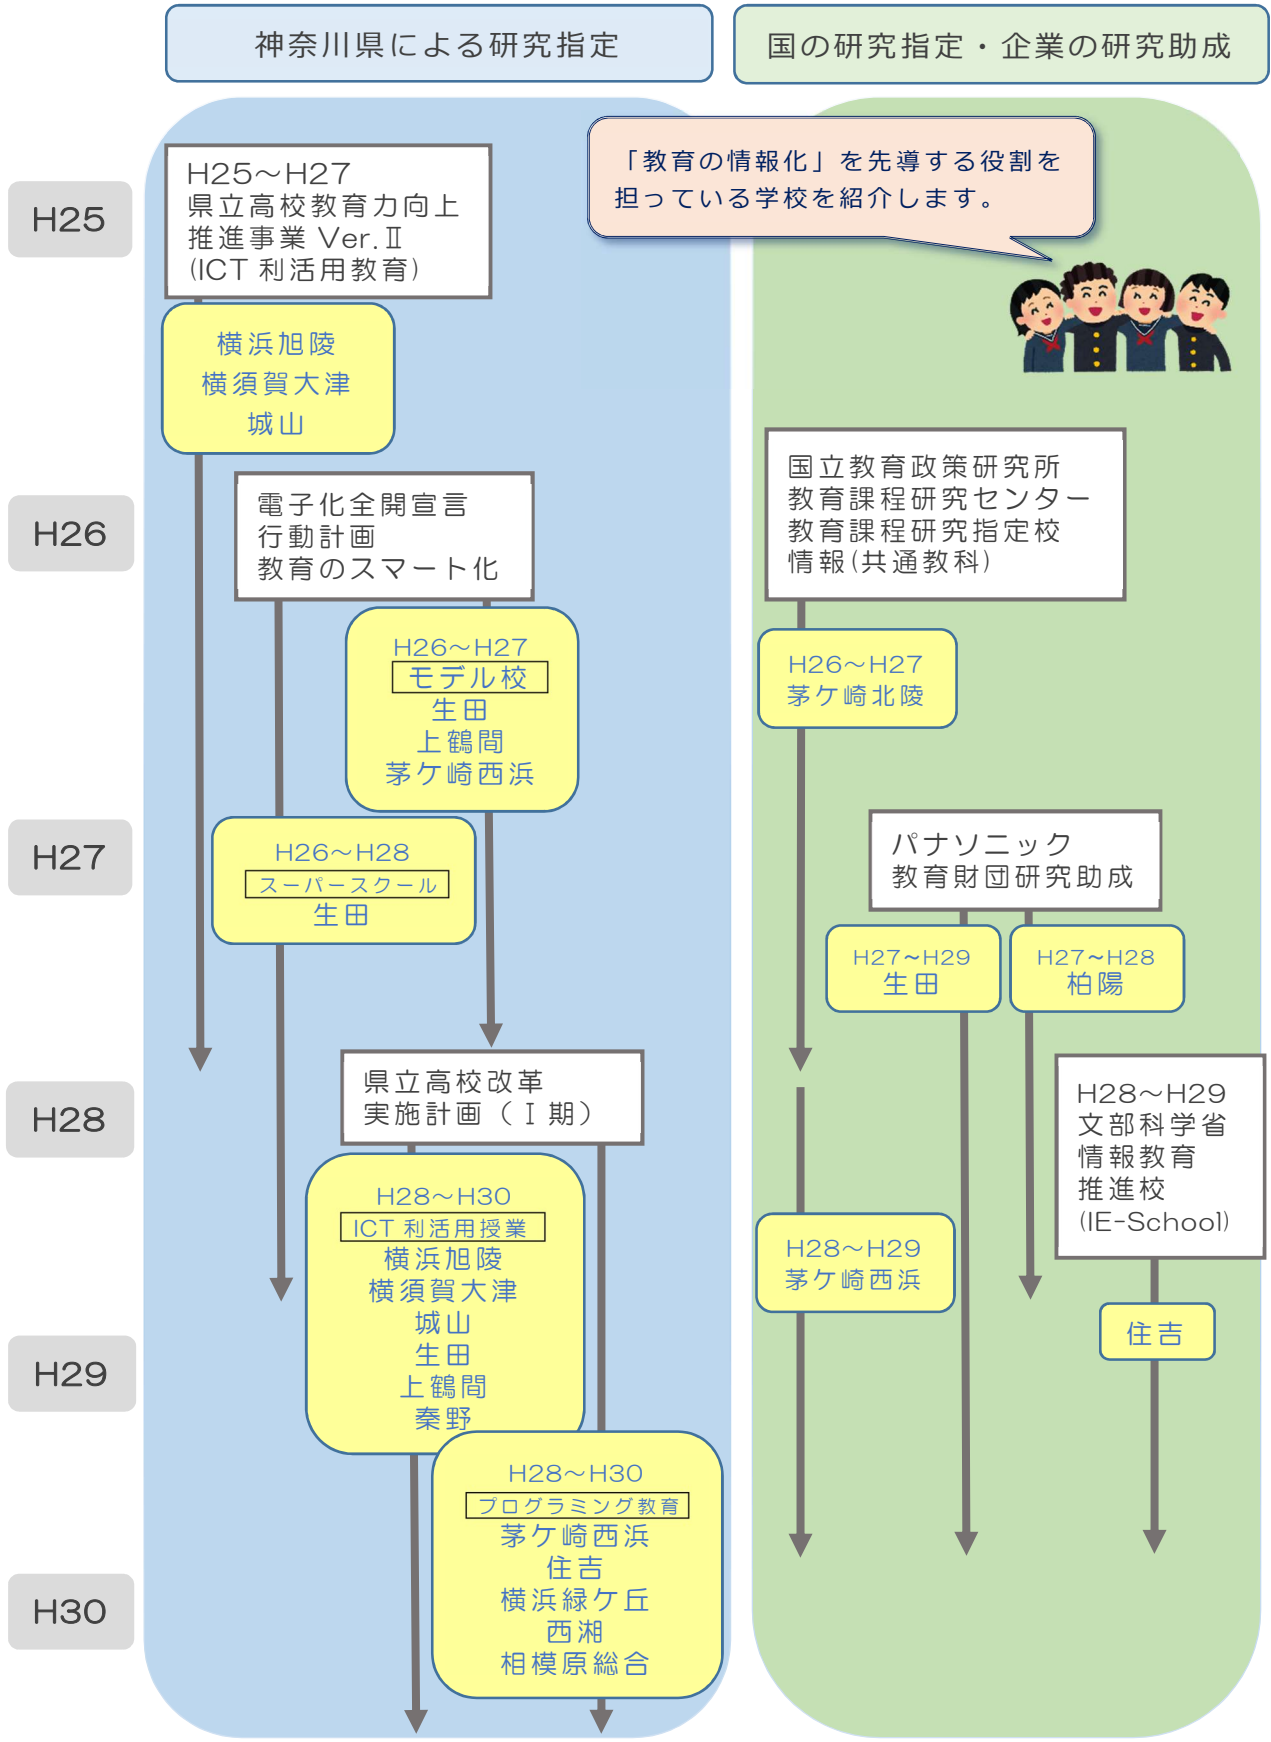 神奈川県による研究指定
国の研究指定・企業の研究助成
「教育の情報化」を先導する役割を
担っている学校を紹介します。
H25
H25～H27
県立高校教育力向上
推進事業 Ver.Ⅱ
(ICT 利活用教育)
横浜旭陵
横須賀大津
城山
H26
電子化全開宣言
行動計画
教育のスマート化
H26～H27
モデル校
生田
上鶴間
茅ケ崎西浜
国立教育政策研究所
教育課程研究センター
教育課程研究指定校
情報(共通教科)
H26～H27
茅ケ崎北陵
H27
H26～H28
スーパースクール
生田
パナソニック
教育財団研究助成
H27～H29
生田
H27～H28
柏陽
H28
県立高校改革
実施計画（Ⅰ期）
H28～H30
ICT 利活用授業
横浜旭陵
横須賀大津
城山
生田
上鶴間
秦野
H28～H29
茅ケ崎西浜
H28～H29
文部科学省
情報教育
推進校
(IE-School)
住吉
H29
H28～H30
プログラミング教育
茅ケ崎西浜
住吉
横浜緑ケ丘
西湘
相模原総合
H30